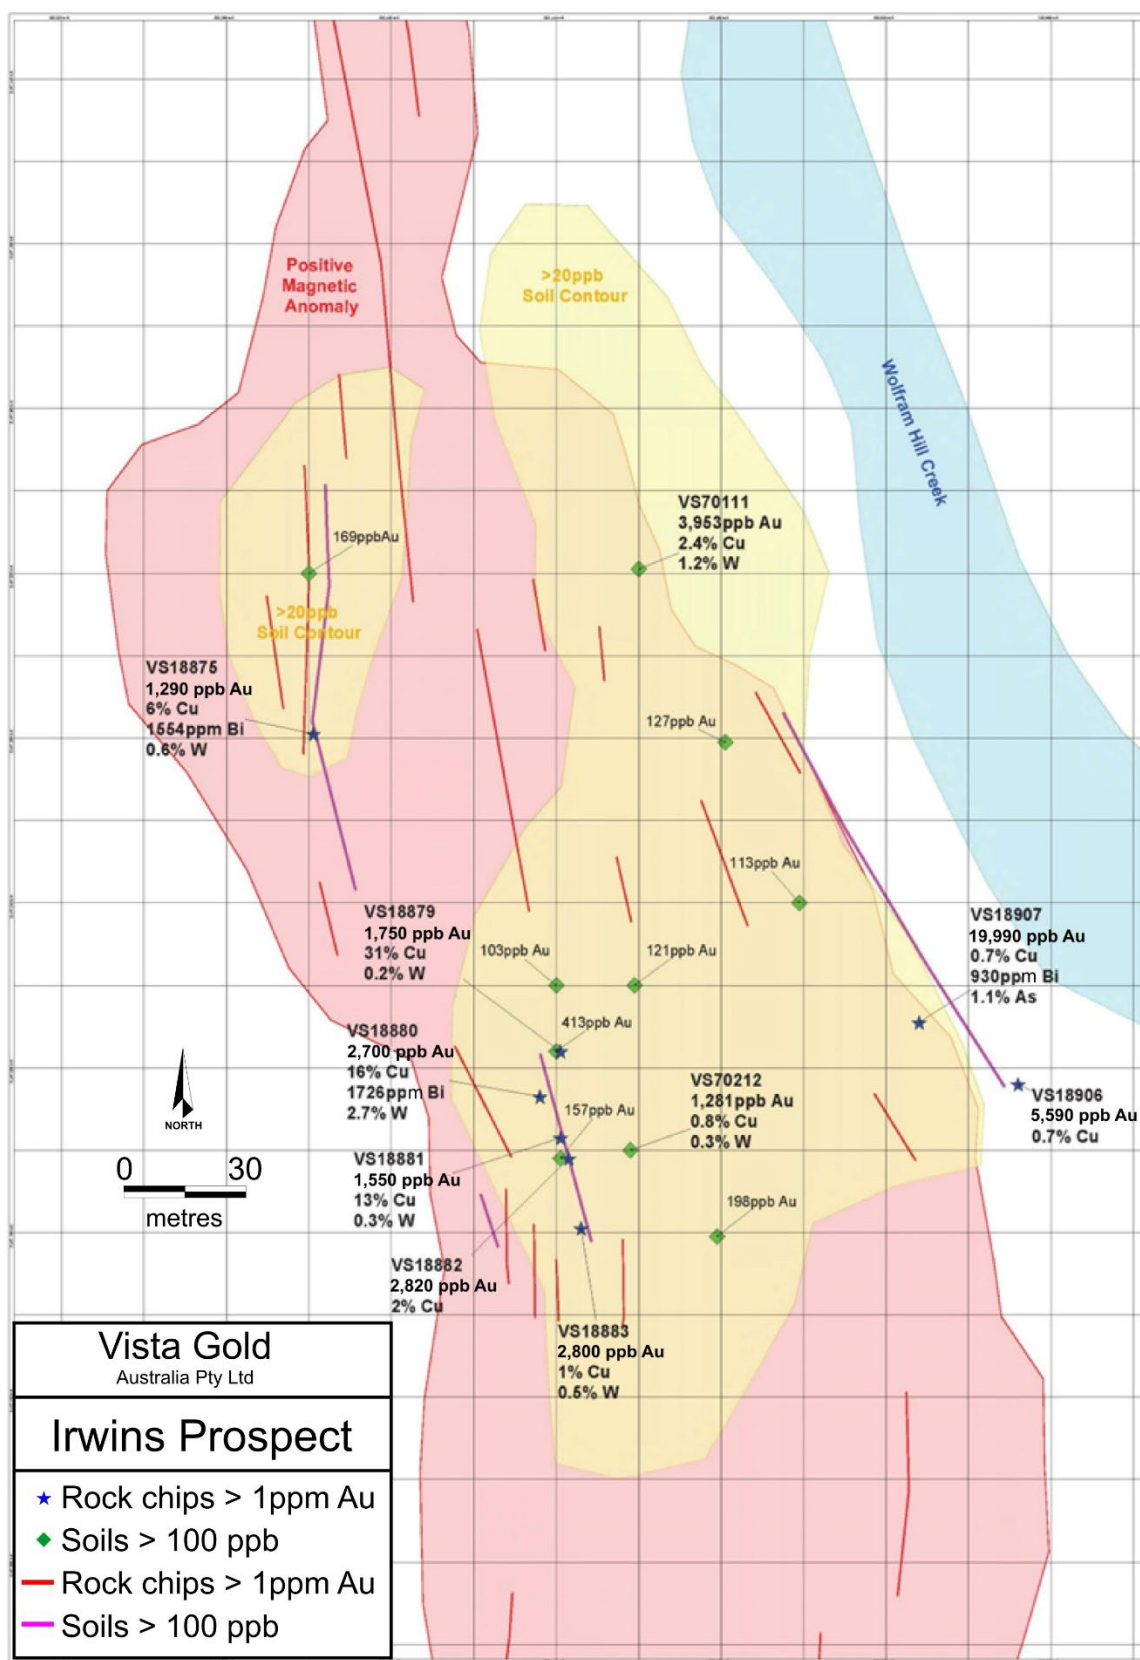 Positive
Magnetic
Anomaly
>20ppb
Soil Contour
Wolfram Hill Creek
VS70111
3,953ppb Au
2.4% Cu
1.2% W
169ppbAu
>20ppb
Soil Contour
VS18875
1,290 ppb Au
6% Cu
1554ppm Bi
0.6% W
127ppb Au
113ppb Au
VS18879
1,750 ppb Au
31% Cu
0.2% W
103ppb Au
121ppb Au
VS18907
19,990 ppb Au
0.7% Cu
930ppm Bi
1.1% As
413ppb Au
VS18880
2,700 ppb Au
16% Cu
1726ppm Bi
2.7% W
VS70212
1,281ppb Au
0.8% Cu
0.3% W
VS18906
5,590 ppb Au
0.7% Cu
157ppb Au
NORTH
0 30
metres
VS18881
1,550 ppb Au
13% Cu
0.3% W
198ppb Au
VS18882
2,820 ppb Au
2% Cu
VS18883
2,800 ppb Au
1% Cu
0.5% W
Vista Gold
Australia Pty Ltd
Irwins Prospect
Rock chips > 1ppm Au
Soils > 100 ppb
Rock chips > 1ppm Au
Soils > 100 ppb